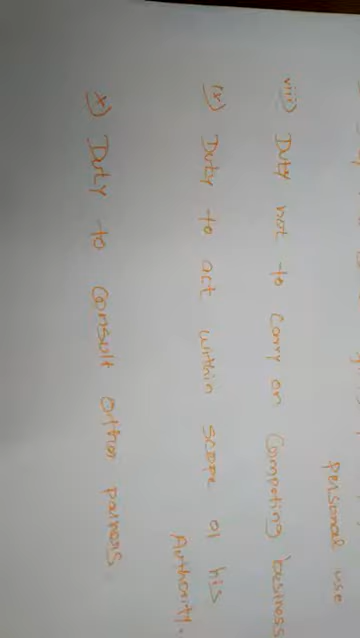 personal use
viii) Duty not to carry on Competing business
ix) Duty to act within scope of his
Authority.
x) Duty to Consult Other partners